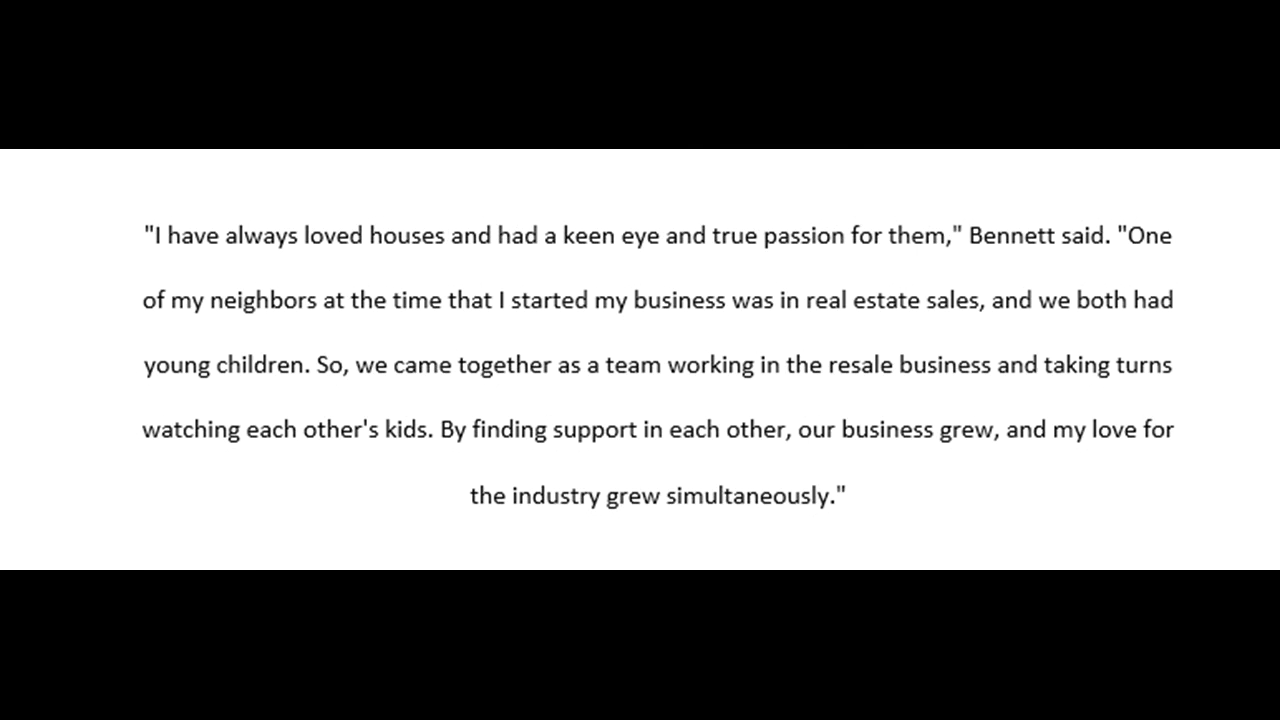 "I have always loved houses and had a keen eye and true passion for them," Bennett said. "One
of my neighbors at the time that I started my business was in real estate sales, and we both had
young children. So, we came together as a team working in the resale business and taking turns
watching each other's kids. By finding support in each other, our business grew, and my love for
the industry grew simultaneously."